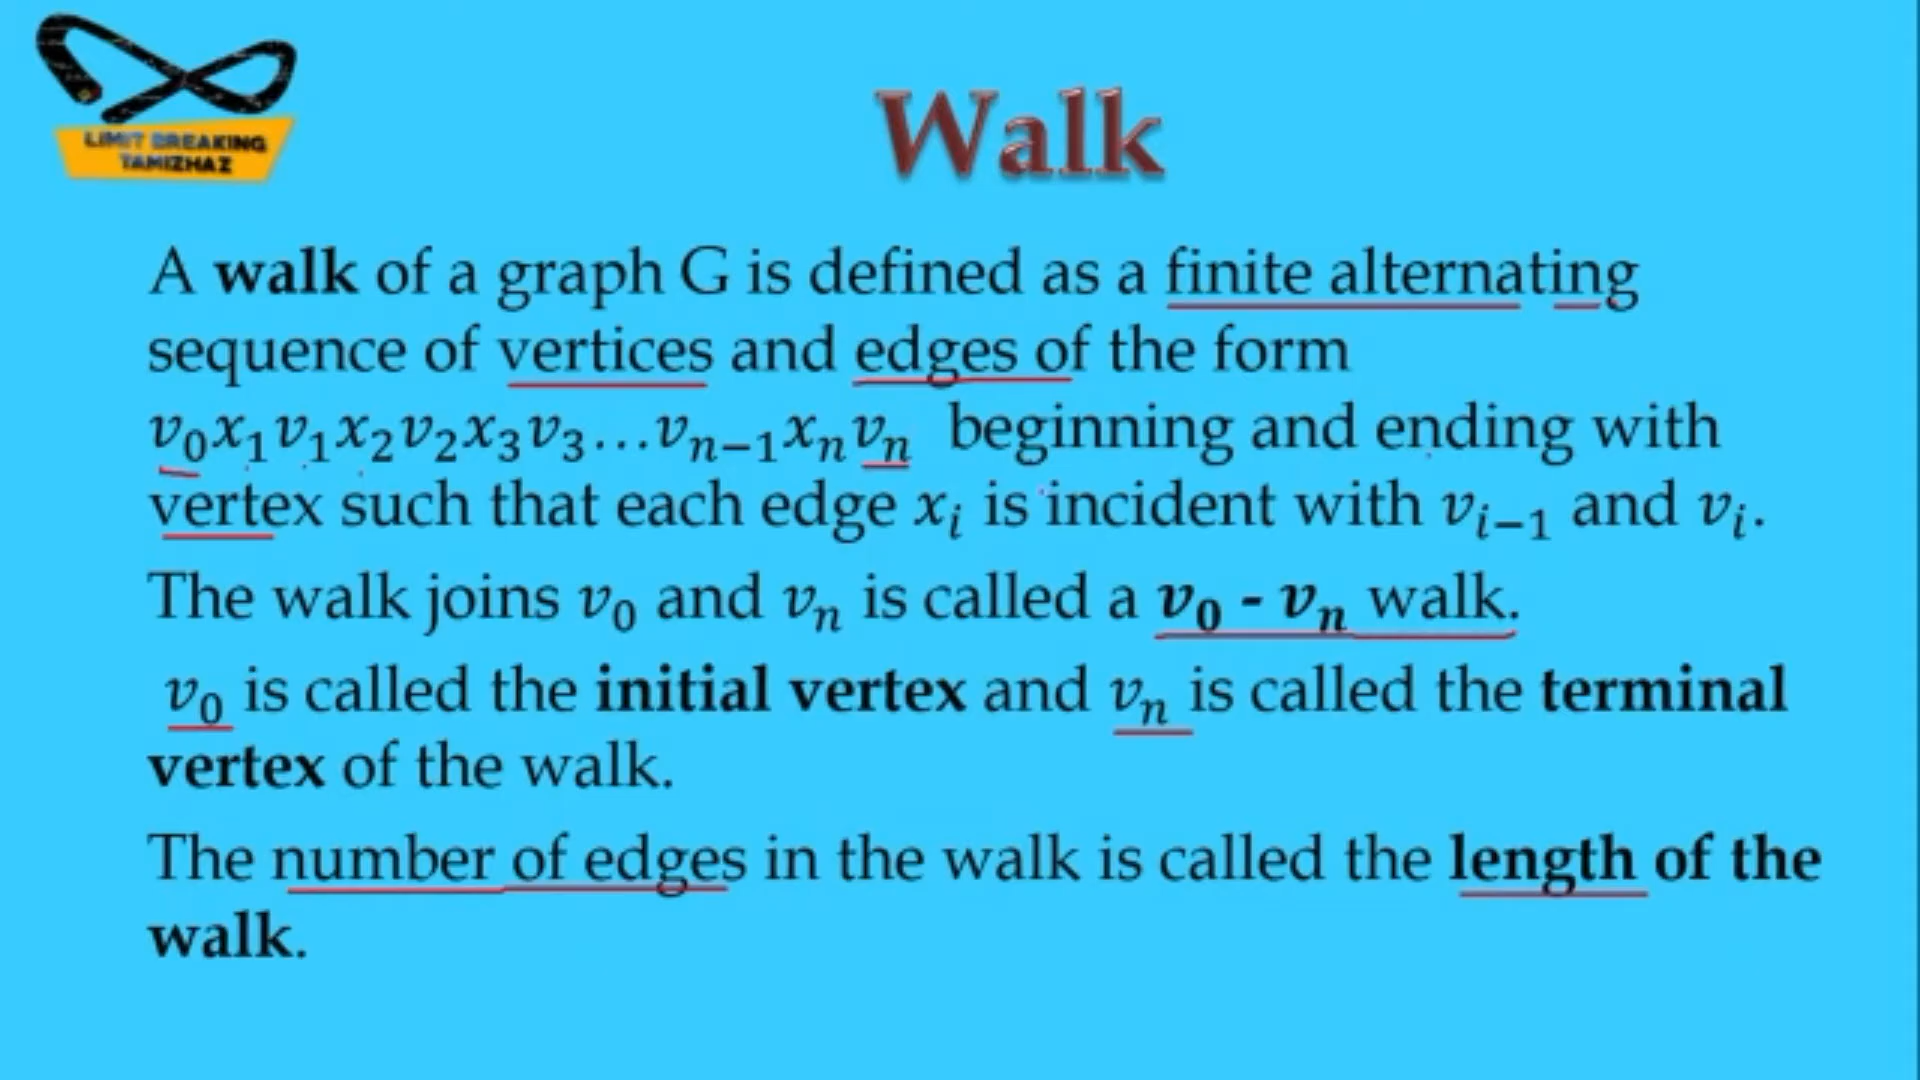 LIMIT BREAKING
TAMIZHAZ
Walk
A walk of a graph G is defined as a finite alternating
sequence of vertices and edges of the form
v₀x₁v₁x₂v₂x₃v₃…vₙ₋₁xₙvₙ beginning and ending with
vertex such that each edge xᵢ is incident with vᵢ₋₁ and vᵢ.
The walk joins v₀ and vₙ is called a v₀ - vₙ walk.
v₀ is called the initial vertex and vₙ is called the terminal
vertex of the walk.
The number of edges in the walk is called the length of the
walk.